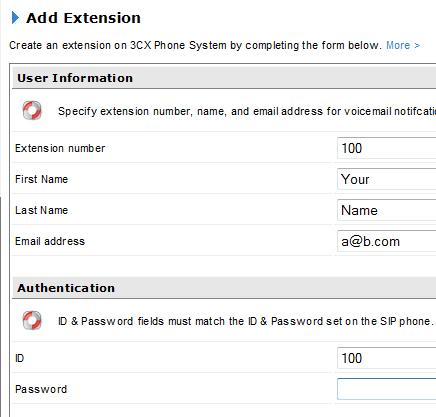 Add Extension
Create an extension on 3CX Phone System by completing the form below. More >
User Information
Specify extension number, name, and email address for voicemail notifcati
Extension number 100
First Name Your
Last Name Name
Email address a@b.com
Authentication
ID & Password fields must match the ID & Password set on the SIP phone.
ID 100
Password